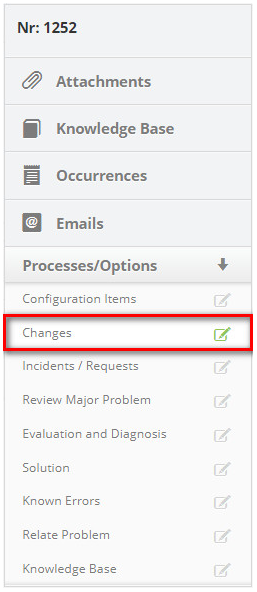 Nr: 1252
Attachments
Knowledge Base
Occurrences
@ Emails
Processes/Options
Configuration Items
Changes
Incidents / Requests
Review Major Problem
Evaluation and Diagnosis
Solution
Known Errors
Relate Problem
Knowledge Base